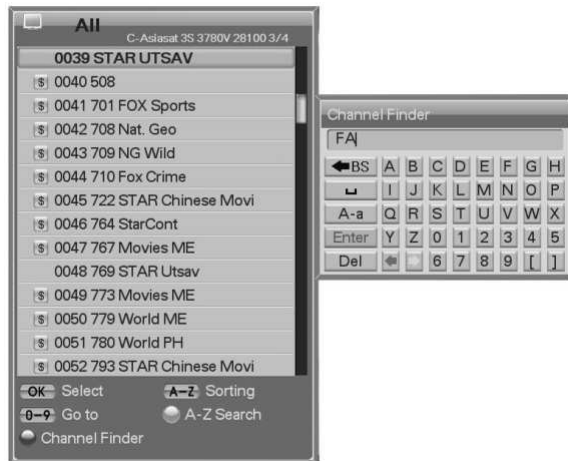 All
C-Asiasat 3S 3780V 28100 3/4
0039 STAR UTSAV
$ 0040 508
$ 0041 701 FOX Sports
$ 0042 708 Nat. Geo
$ 0043 709 NG Wild
$ 0044 710 Fox Crime
$ 0045 722 STAR Chinese Movi
$ 0046 764 StarCont
$ 0047 767 Movies ME
0048 769 STAR Utsav
$ 0049 773 Movies ME
$ 0050 779 World ME
$ 0051 780 World PH
$ 0052 793 STAR Chinese Movi
OK Select A-Z Sorting
0-9 Go to A-Z Search
Channel Finder
Channel Finder
FA
BS A B C D E F G H
I J K L M N O P
A-a Q R S T U V W X
Enter Y Z 0 1 2 3 4 5
Del 6 7 8 9 [ ]